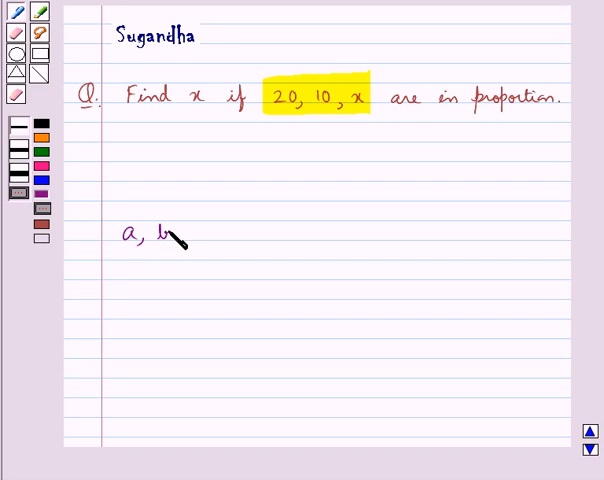 Sugandha
Q. Find x if 20, 10, x are in proportion.
a, b